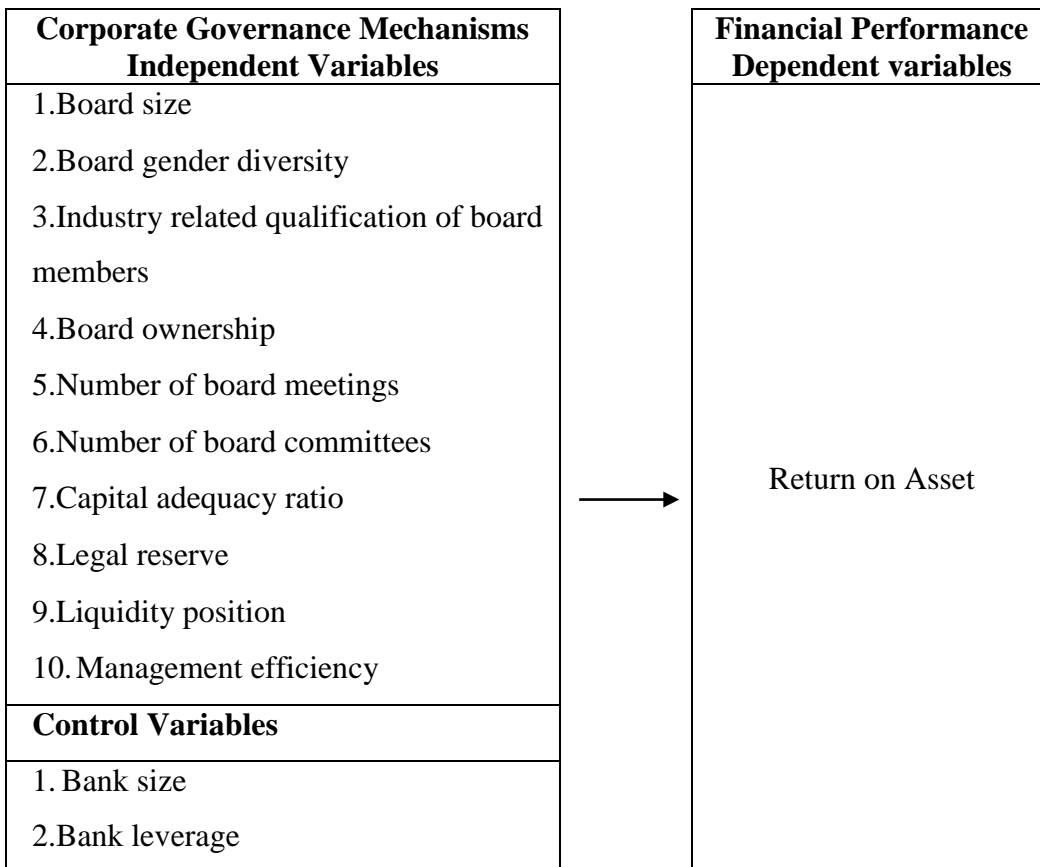 Corporate Governance Mechanisms
Independent Variables
1.Board size
2.Board gender diversity
3.Industry related qualification of board
members
4.Board ownership
5.Number of board meetings
6.Number of board committees
7.Capital adequacy ratio
8.Legal reserve
9.Liquidity position
10. Management efficiency
Control Variables
1. Bank size
2.Bank leverage
Financial Performance
Dependent variables
Return on Asset